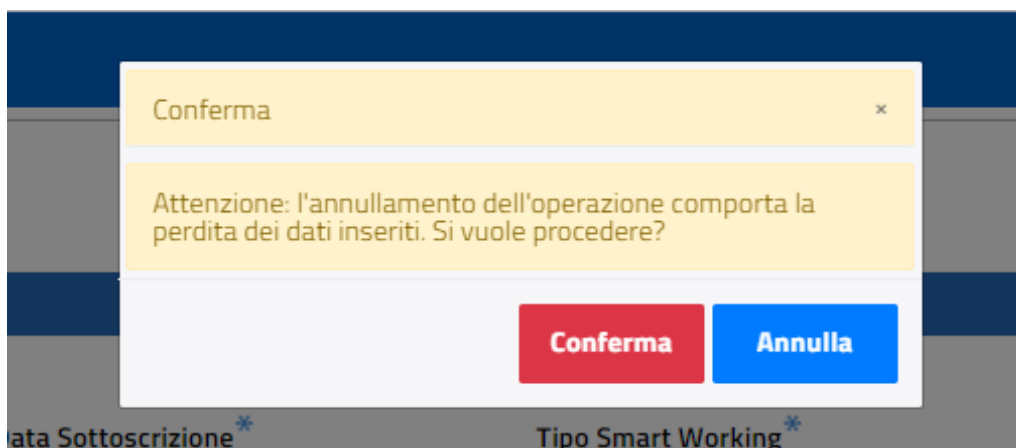 Conferma ×
Attenzione: l'annullamento dell'operazione comporta la
perdita dei dati inseriti. Si vuole procedere?
Conferma Annulla
ata Sottoscrizione* Tipo Smart Working*